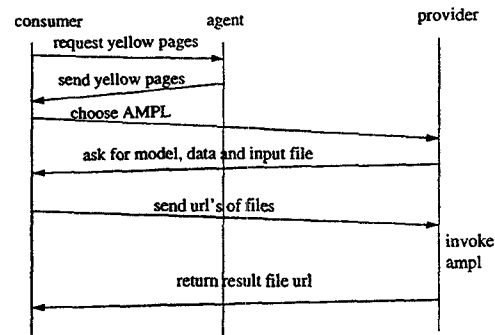 consumer
agent
provider
request yellow pages
send yellow pages
choose AMPL
ask for model, data and input file
send url's of files
invoke
ampl
return result file url